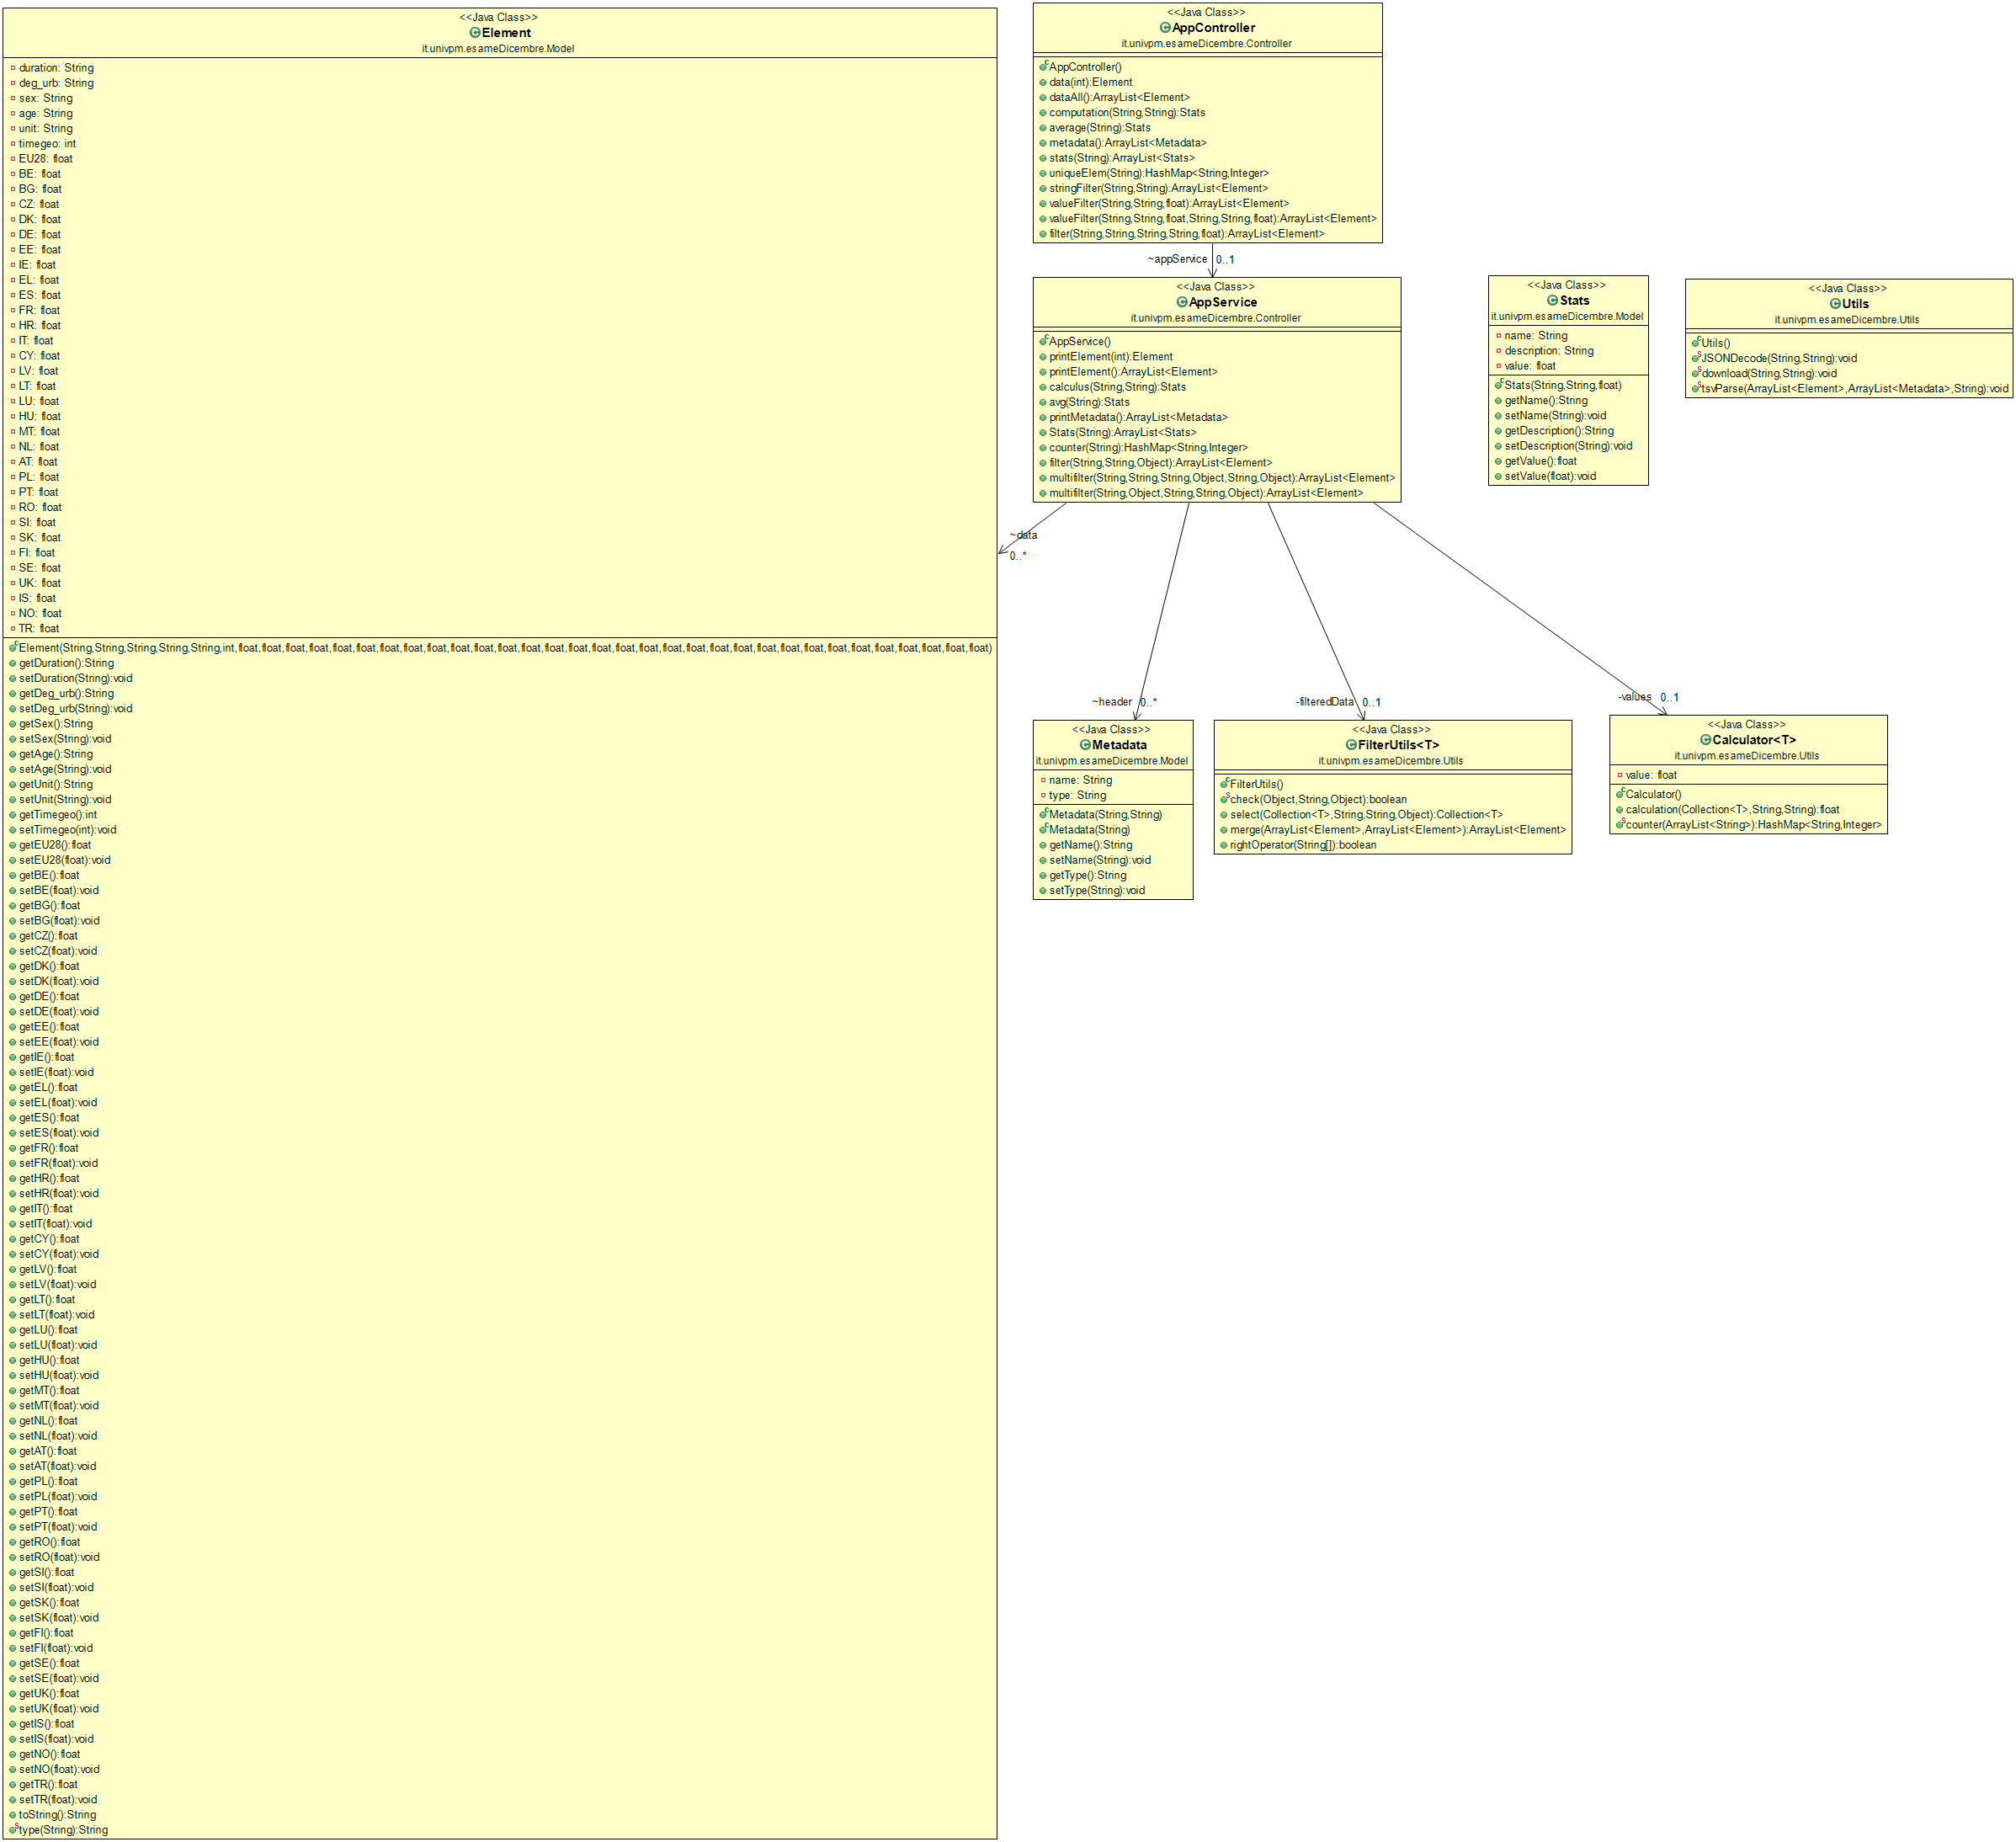 <<Java Class>>
Element
it.univpm.esameDicembre.Model
duration: String
deg_urb: String
sex: String
age: String
unit: String
timegeo: int
EU28: float
BE: float
BG: float
CZ: float
DK: float
DE: float
EE: float
IE: float
EL: float
ES: float
FR: float
HR: float
IT: float
CY: float
LV: float
LT: float
LU: float
HU: float
MT: float
NL: float
AT: float
PL: float
PT: float
RO: float
SI: float
SK: float
FI: float
SE: float
UK: float
IS: float
NO: float
TR: float
Element(String,String,String,String,String,int,float,float,float,float,float,float,float,float,float,float,float,float,float,float,float,float,float,float,float,float,float,float,float,float,float,float,float,float,float,float,float,float)
getDuration():String
setDuration(String):void
getDeg_urb():String
setDeg_urb(String):void
getSex():String
setSex(String):void
getAge():String
setAge(String):void
getUnit():String
setUnit(String):void
getTimegeo():int
setTimegeo(int):void
getEU28():float
setEU28(float):void
getBE():float
setBE(float):void
getBG():float
setBG(float):void
getCZ():float
setCZ(float):void
getDK():float
setDK(float):void
getDE():float
setDE(float):void
getEE():float
setEE(float):void
getIE():float
setIE(float):void
getEL():float
setEL(float):void
getES():float
setES(float):void
getFR():float
setFR(float):void
getHR():float
setHR(float):void
getIT():float
setIT(float):void
getCY():float
setCY(float):void
getLV():float
setLV(float):void
getLT():float
setLT(float):void
getLU():float
setLU(float):void
getHU():float
setHU(float):void
getMT():float
setMT(float):void
getNL():float
setNL(float):void
getAT():float
setAT(float):void
getPL():float
setPL(float):void
getPT():float
setPT(float):void
getRO():float
setRO(float):void
getSI():float
setSI(float):void
getSK():float
setSK(float):void
getFI():float
setFI(float):void
getSE():float
setSE(float):void
getUK():float
setUK(float):void
getIS():float
setIS(float):void
getNO():float
setNO(float):void
getTR():float
setTR(float):void
toString():String
type(String):String
<<Java Class>>
AppController
it.univpm.esameDicembre.Controller
AppController()
data(int):Element
dataAll():ArrayList<Element>
computation(String,String):Stats
average(String):Stats
metadata():ArrayList<Metadata>
stats(String):ArrayList<Stats>
uniqueElem(String):HashMap<String,Integer>
stringFilter(String,String):ArrayList<Element>
valueFilter(String,String,float):ArrayList<Element>
valueFilter(String,String,float,String,String,float):ArrayList<Element>
filter(String,String,String,String,float):ArrayList<Element>
~appService 0..1
<<Java Class>>
AppService
it.univpm.esameDicembre.Controller
AppService()
printElement(int):Element
printElement():ArrayList<Element>
calculus(String,String):Stats
avg(String):Stats
printMetadata():ArrayList<Metadata>
Stats(String):ArrayList<Stats>
counter(String):HashMap<String,Integer>
filter(String,String,Object):ArrayList<Element>
multifilter(String,String,String,Object,String,Object):ArrayList<Element>
multifilter(String,Object,String,String,Object):ArrayList<Element>
<<Java Class>>
Stats
it.univpm.esameDicembre.Model
name: String
description: String
value: float
Stats(String,String,float)
getName():String
setName(String):void
getDescription():String
setDescription(String):void
getValue():float
setValue(float):void
<<Java Class>>
Utils
it.univpm.esameDicembre.Utils
Utils()
JSONDecode(String,String):void
download(String,String):void
tsvParse(ArrayList<Element>,ArrayList<Metadata>,String):void
~data
0..*
~header 0..*
-filteredData 0..1
-values 0..1
<<Java Class>>
Metadata
it.univpm.esameDicembre.Model
name: String
type: String
Metadata(String,String)
Metadata(String)
getName():String
setName(String):void
getType():String
setType(String):void
<<Java Class>>
FilterUtils<T>
it.univpm.esameDicembre.Utils
FilterUtils()
check(Object,String,Object):boolean
select(Collection<T>,String,String,Object):Collection<T>
merge(ArrayList<Element>,ArrayList<Element>):ArrayList<Element>
rightOperator(String[]):boolean
<<Java Class>>
Calculator<T>
it.univpm.esameDicembre.Utils
value: float
Calculator()
calculation(Collection<T>,String,String):float
counter(ArrayList<String>):HashMap<String,Integer>